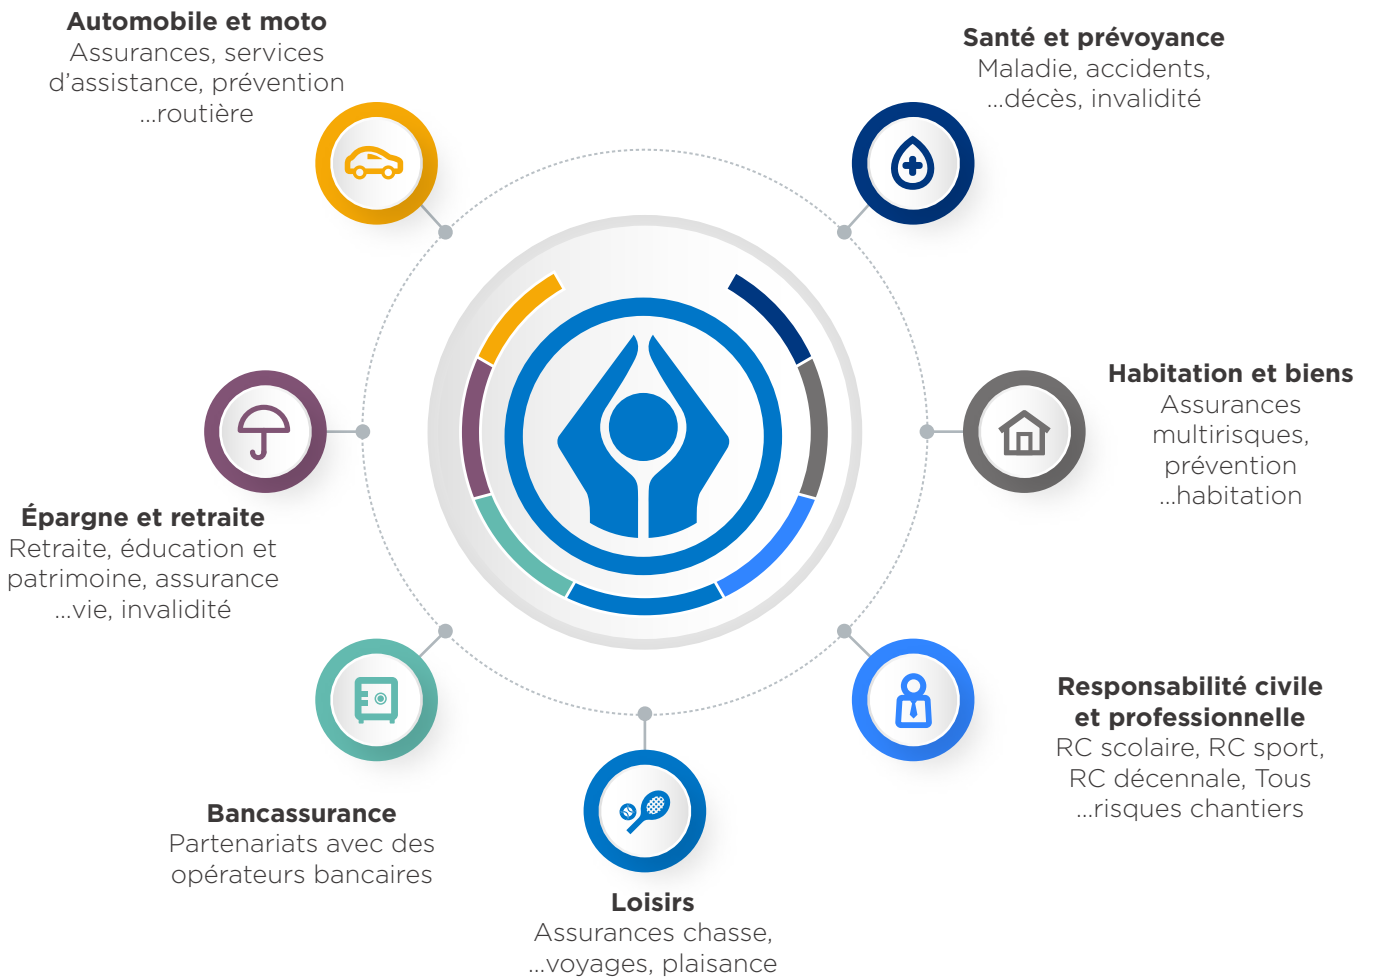 Automobile et moto
Assurances, services
d’assistance, prévention
...routière
Santé et prévoyance
Maladie, accidents,
...décès, invalidité
Habitation et biens
Assurances
multirisques,
prévention
...habitation
Épargne et retraite
Retraite, éducation et
patrimoine, assurance
...vie, invalidité
Responsabilité civile
et professionnelle
RC scolaire, RC sport,
RC décennale, Tous
...risques chantiers
Bancassurance
Partenariats avec des
opérateurs bancaires
Loisirs
Assurances chasse,
...voyages, plaisance